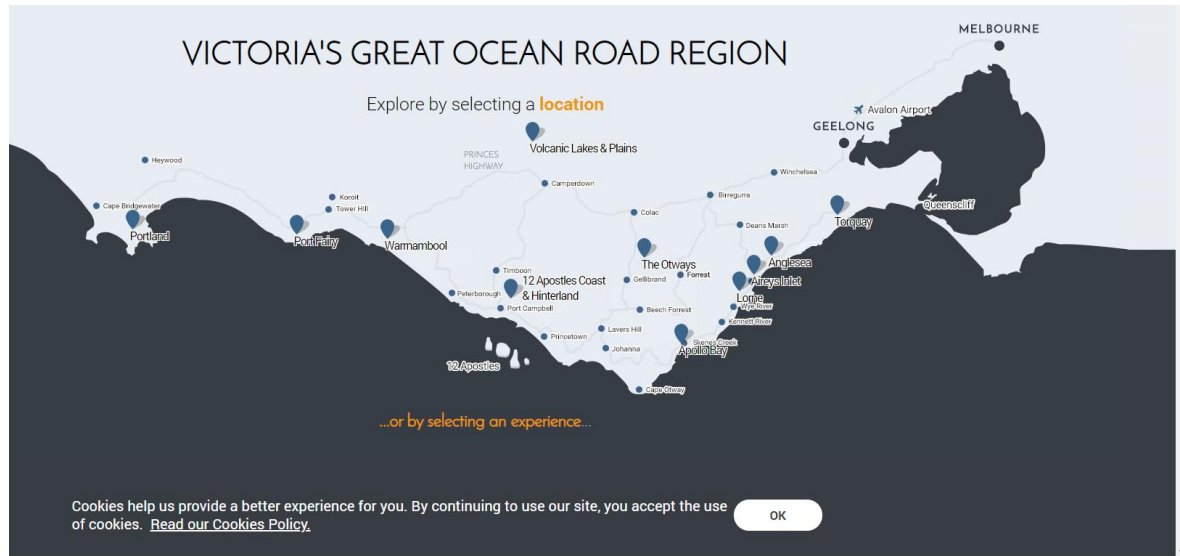 MELBOURNE
VICTORIA'S GREAT OCEAN ROAD REGION
Explore by selecting a location
Avalon Airport
GEELONG
Volcanic Lakes & Plains
PRINCES
HIGHWAY
Heywood
Winchelsea
Camperdown
Birregurra
Koroit
Cape Bridgewater
Tower Hill
Queenscliff
Colac
Torquay
Deans Marsh
Portland
Port Fairy
Warrnambool
The Otways
Anglesea
Timboon
Forrest
12 Apostles Coast
& Hinterland
Gellibrand
Aireys Inlet
Peterborough
Lorne
Port Campbell
Wye River
Beech Forrest
Kennett River
Lavers Hill
Princetown
Skenes Creek
Johanna
Apollo Bay
12 Apostles
Cape Otway
...or by selecting an experience...
Cookies help us provide a better experience for you. By continuing to use our site, you accept the use
of cookies. Read our Cookies Policy.
OK